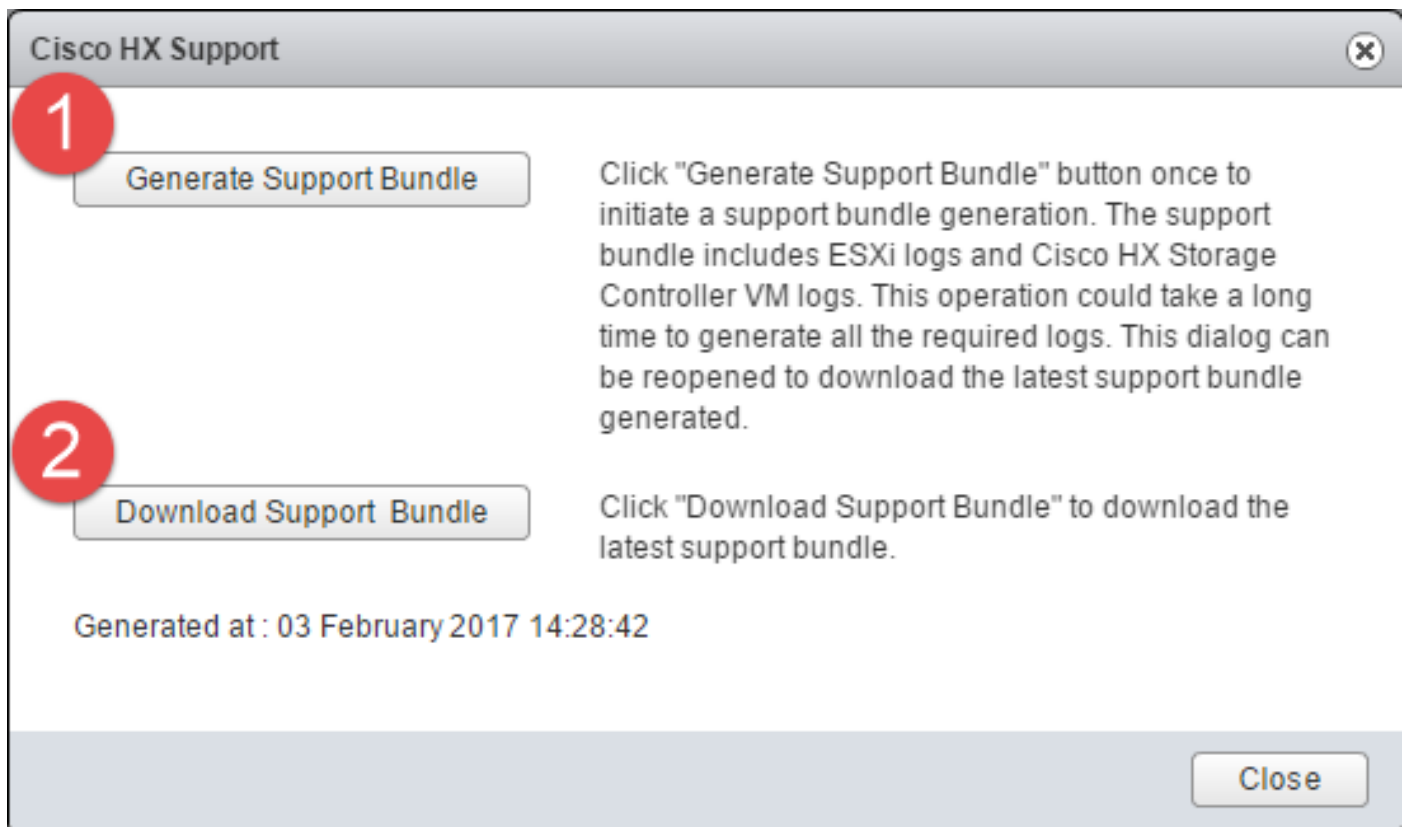 Cisco HX Support
1
Generate Support Bundle
Click "Generate Support Bundle" button once to
initiate a support bundle generation. The support
bundle includes ESXi logs and Cisco HX Storage
Controller VM logs. This operation could take a long
time to generate all the required logs. This dialog can
be reopened to download the latest support bundle
generated.
2
Download Support Bundle
Click "Download Support Bundle" to download the
latest support bundle.
Generated at : 03 February 2017 14:28:42
Close